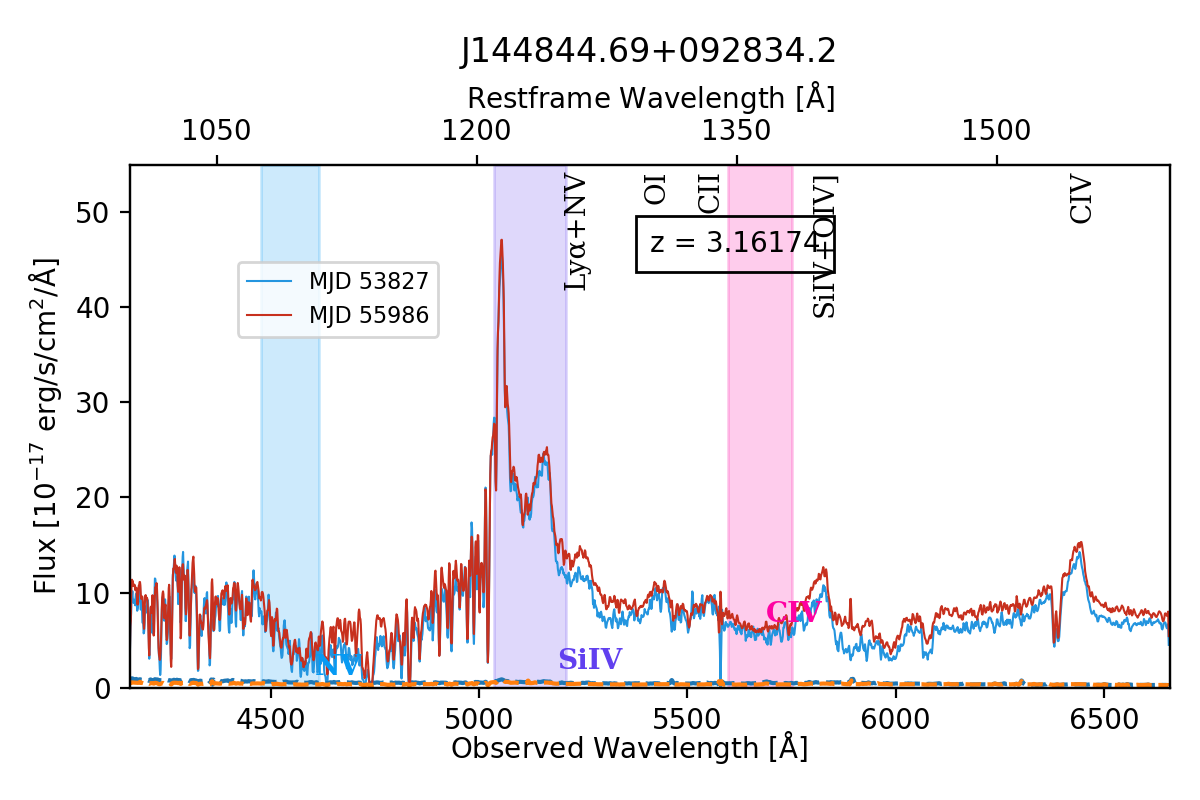 J144844.69+092834.2
Restframe Wavelength [Å]
1050 1200 1350 1500
Lyα+NV
OI
CII
SiIV+OIV]
CIV
z = 3.16174
MJD 53827
MJD 55986
Flux [10⁻¹⁷ erg/s/cm²/Å]
50
40
30
20
10
0
CIV
SiIV
4500 5000 5500 6000 6500
Observed Wavelength [Å]